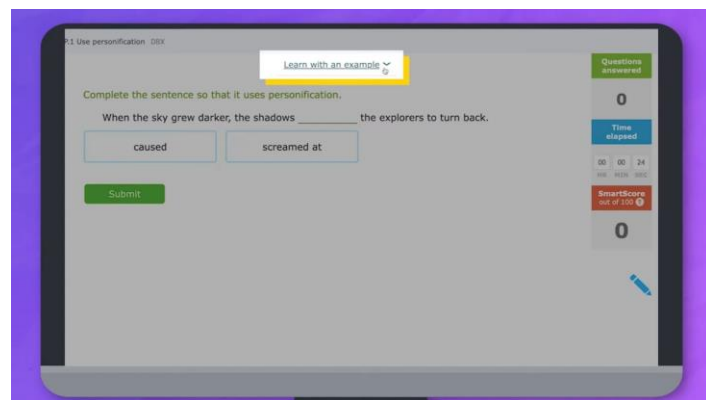 P.1 Use personification DBX
Learn with an example
Questions
answered
0
Complete the sentence so that it uses personification.
When the sky grew darker, the shadows __________ the explorers to turn back.
caused
screamed at
Time
elapsed
00 00 24
HR MIN SEC
Submit
SmartScore
out of 100 ?
0